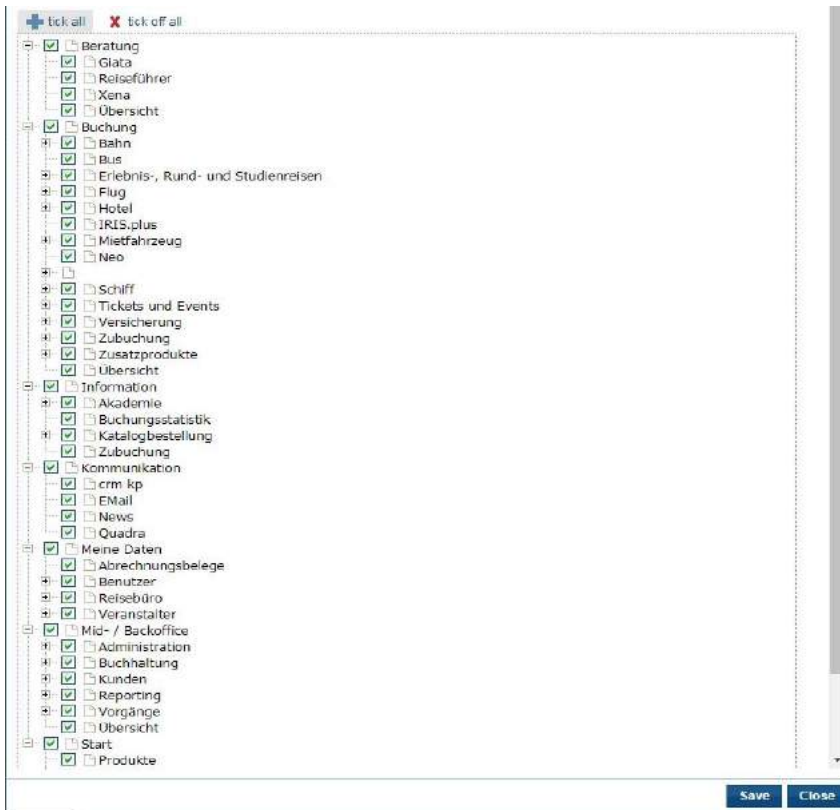 tick all tick off all
Beratung
Giata
Reiseführer
Xena
Übersicht
Buchung
Bahn
Bus
Erlebnis-, Rund- und Studienreisen
Flug
Hotel
IRIS.plus
Mietfahrzeug
Neo
Schiff
Tickets und Events
Versicherung
Zubuchung
Zusatzprodukte
Übersicht
Information
Akademie
Buchungsstatistik
Katalogbestellung
Zubuchung
Kommunikation
crm kp
EMail
News
Quadra
Meine Daten
Abrechnungsbelege
Benutzer
Reisebüro
Veranstalter
Mid- / Backoffice
Administration
Buchhaltung
Kunden
Reporting
Vorgänge
Übersicht
Start
Produkte
Save Close